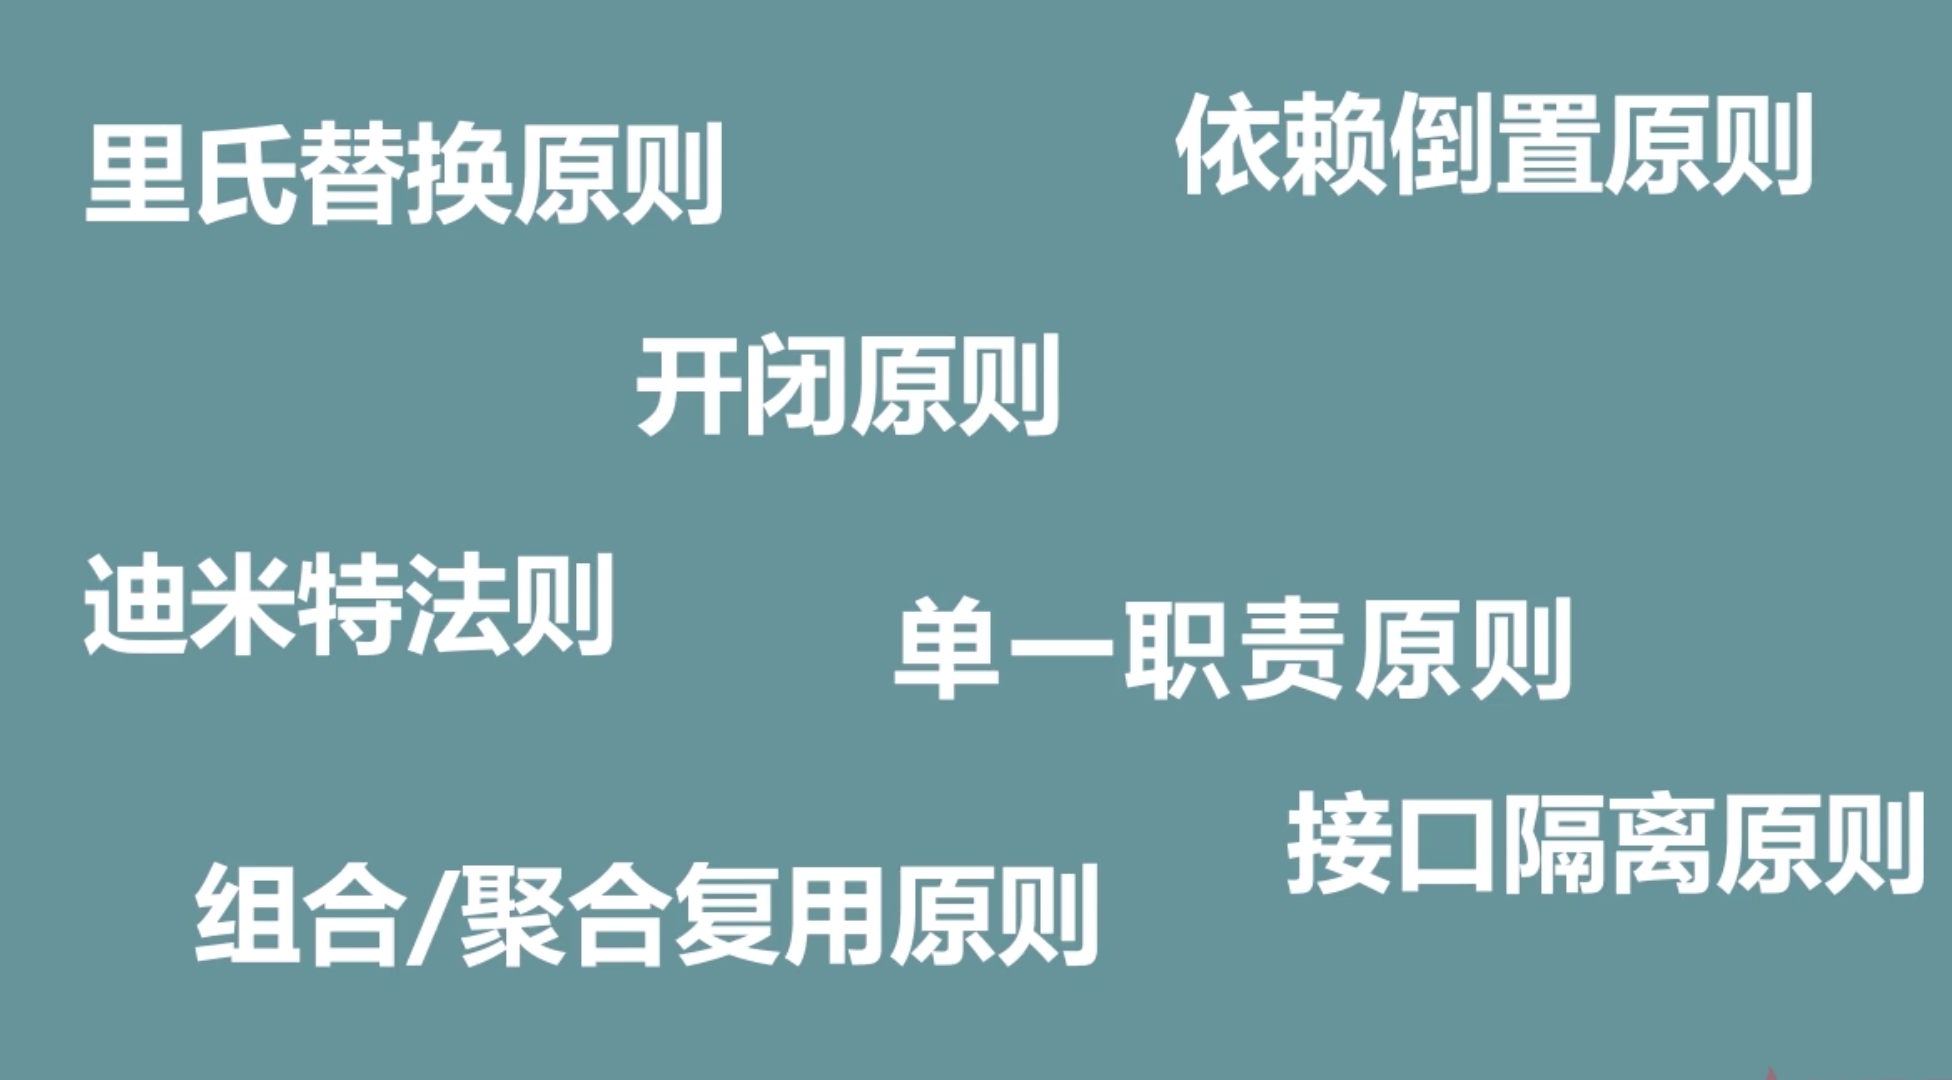 里氏替换原则
依赖倒置原则
开闭原则
迪米特法则
单一职责原则
接口隔离原则
组合/聚合复用原则